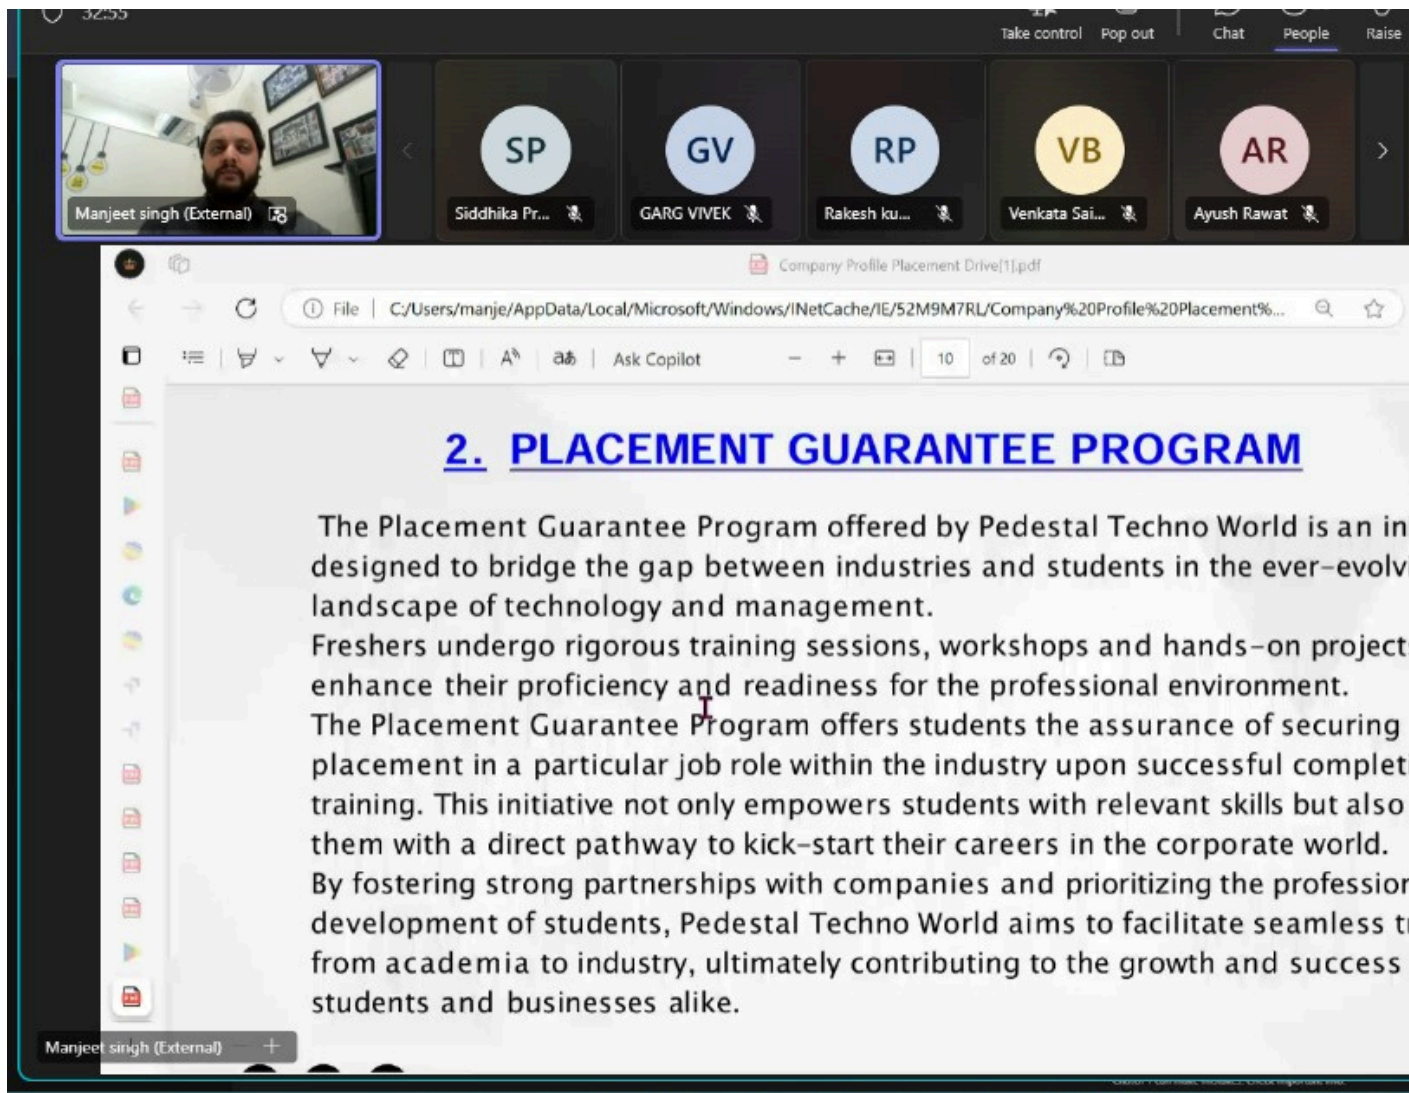 32:55
Take control
Pop out
Chat
People
Raise
Manjeet singh (External)
SP
Siddhika Pr...
GV
GARG VIVEK
RP
Rakesh ku...
VB
Venkata Sai...
AR
Ayush Rawat
Company Profile Placement Drive[1].pdf
File
C:/Users/manje/AppData/Local/Microsoft/Windows/INetCache/IE/52M9M7RL/Company%20Profile%20Placement%...
Ask Copilot
10 of 20
2. PLACEMENT GUARANTEE PROGRAM
The Placement Guarantee Program offered by Pedestal Techno World is an in
designed to bridge the gap between industries and students in the ever-evolvi
landscape of technology and management.
Freshers undergo rigorous training sessions, workshops and hands-on project
enhance their proficiency and readiness for the professional environment.
The Placement Guarantee Program offers students the assurance of securing
placement in a particular job role within the industry upon successful completi
training. This initiative not only empowers students with relevant skills but also
them with a direct pathway to kick-start their careers in the corporate world.
By fostering strong partnerships with companies and prioritizing the profession
development of students, Pedestal Techno World aims to facilitate seamless tr
from academia to industry, ultimately contributing to the growth and success
students and businesses alike.
Manjeet singh (External)